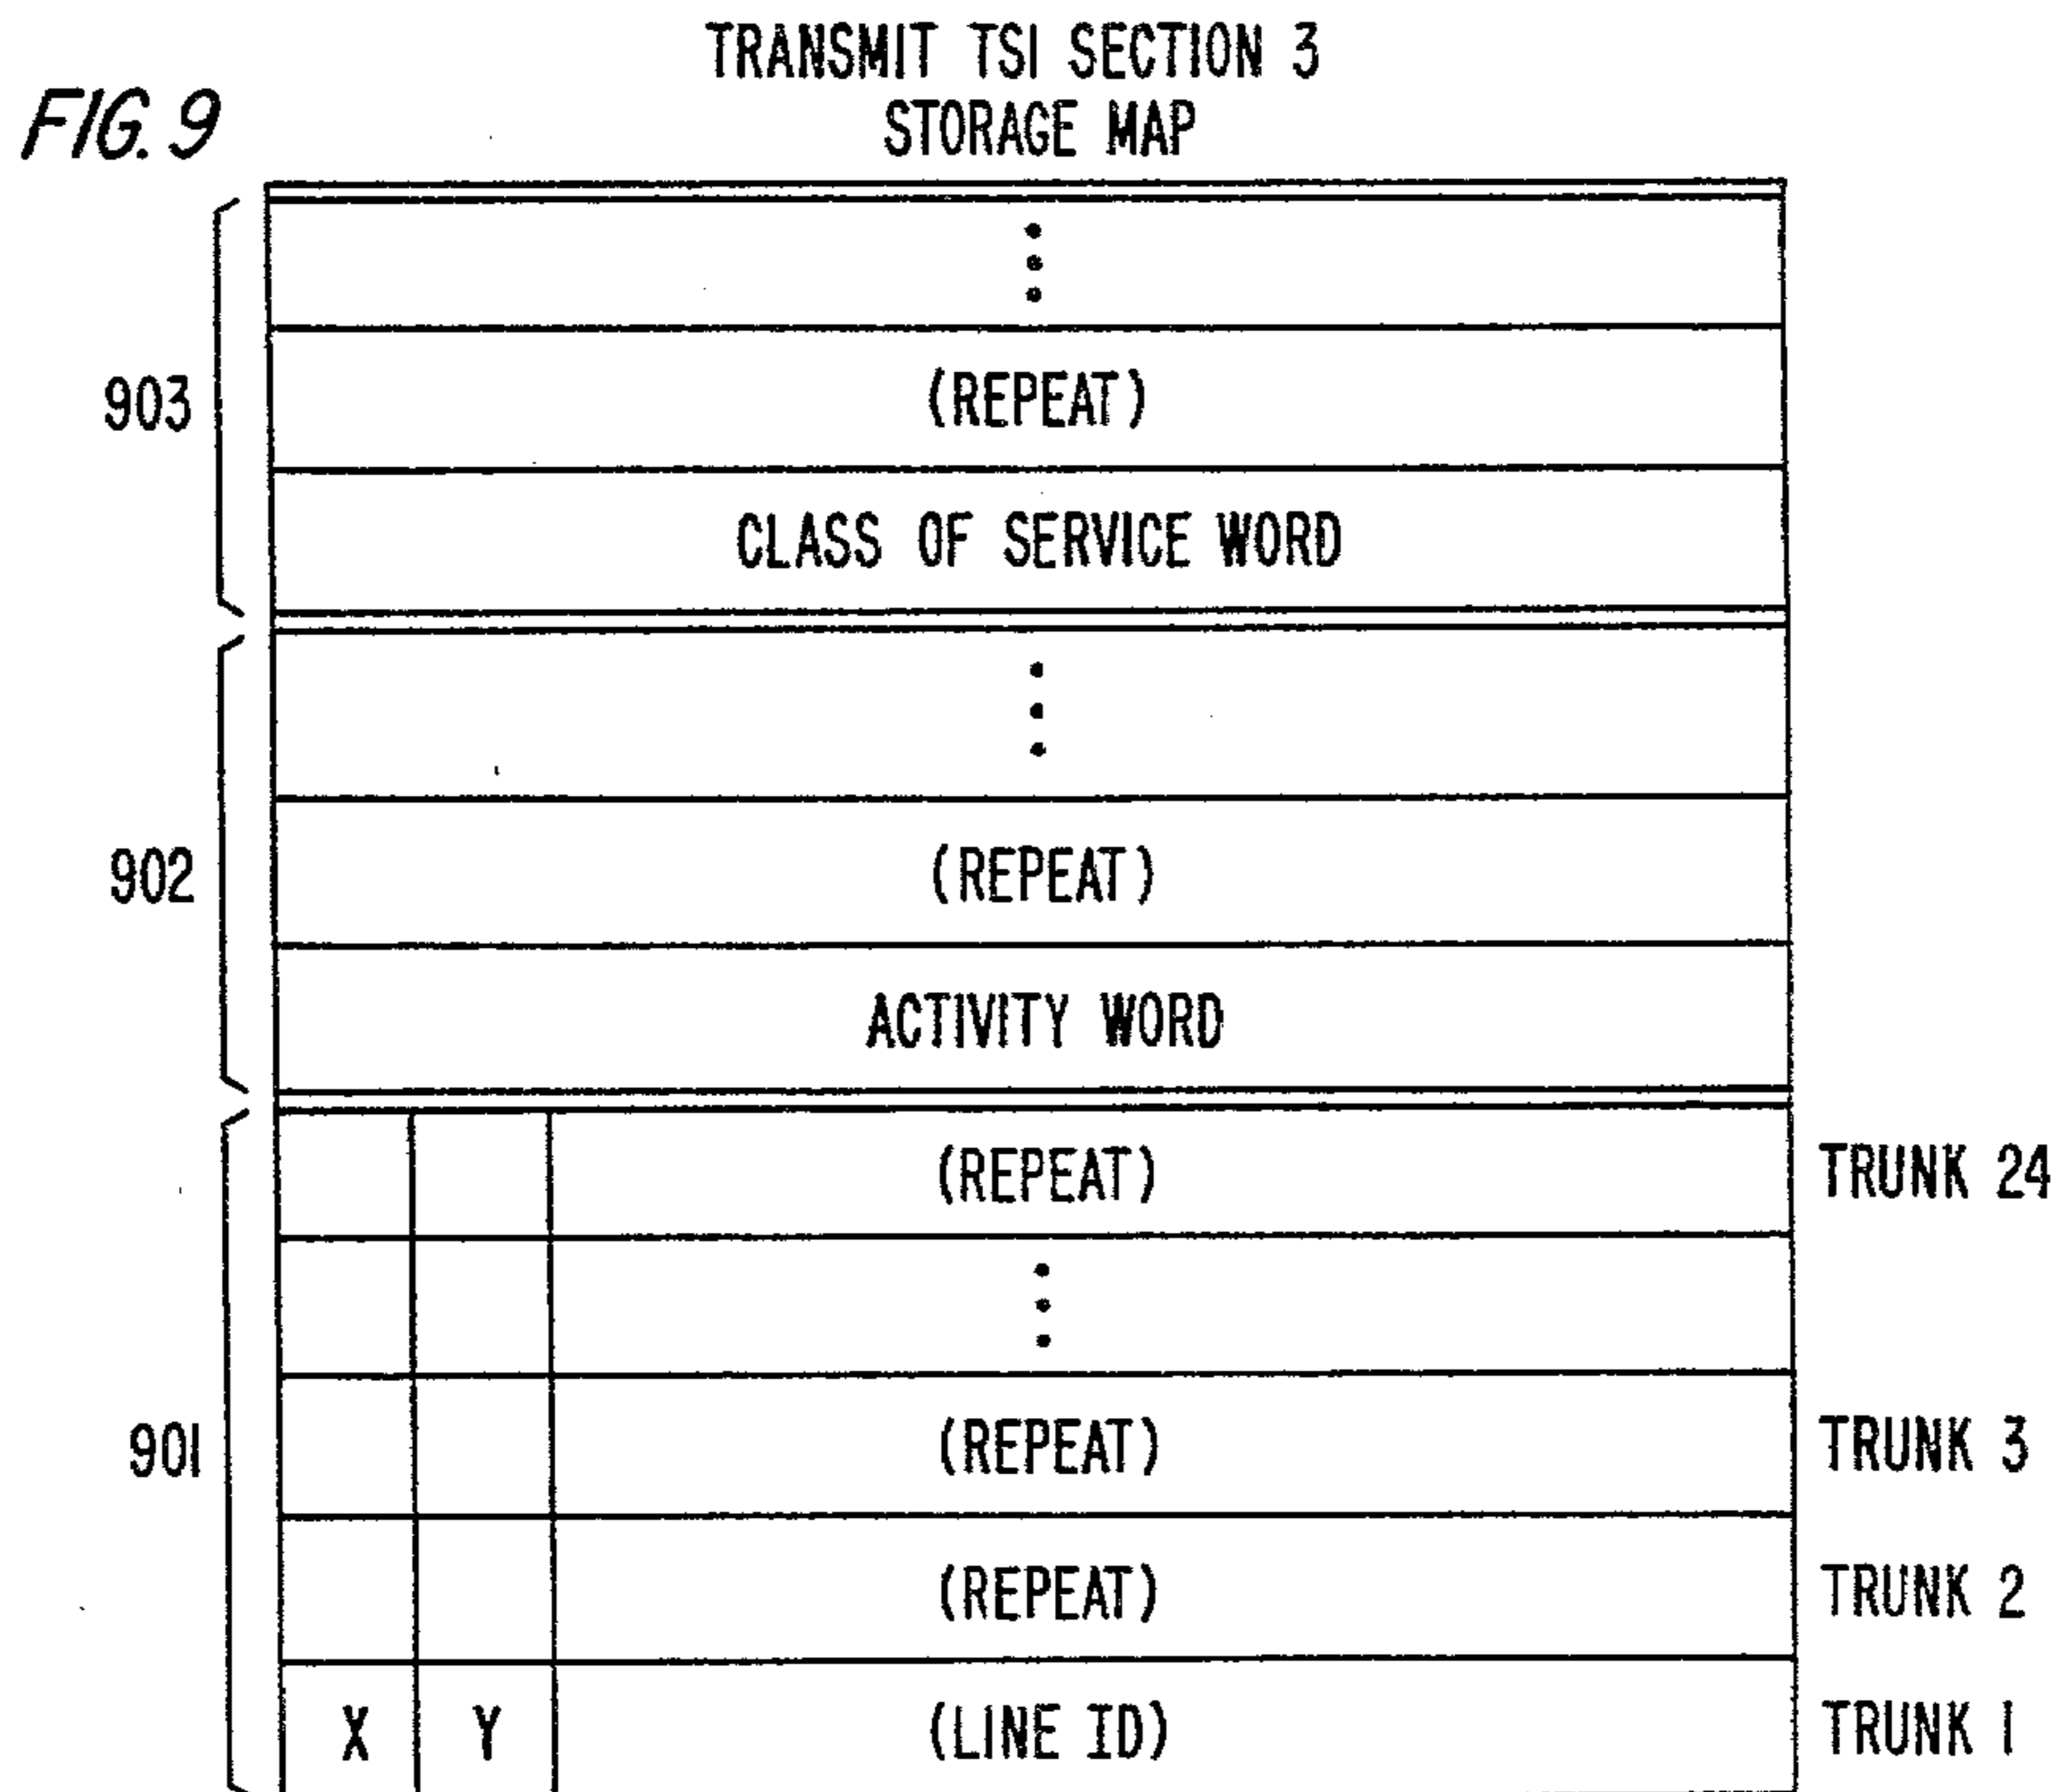 TRANSMIT TSI SECTION 3
STORAGE MAP
FIG. 9
903
(REPEAT)
CLASS OF SERVICE WORD
902
(REPEAT)
ACTIVITY WORD
901
(REPEAT) TRUNK 24
(REPEAT) TRUNK 3
(REPEAT) TRUNK 2
X Y (LINE ID) TRUNK 1